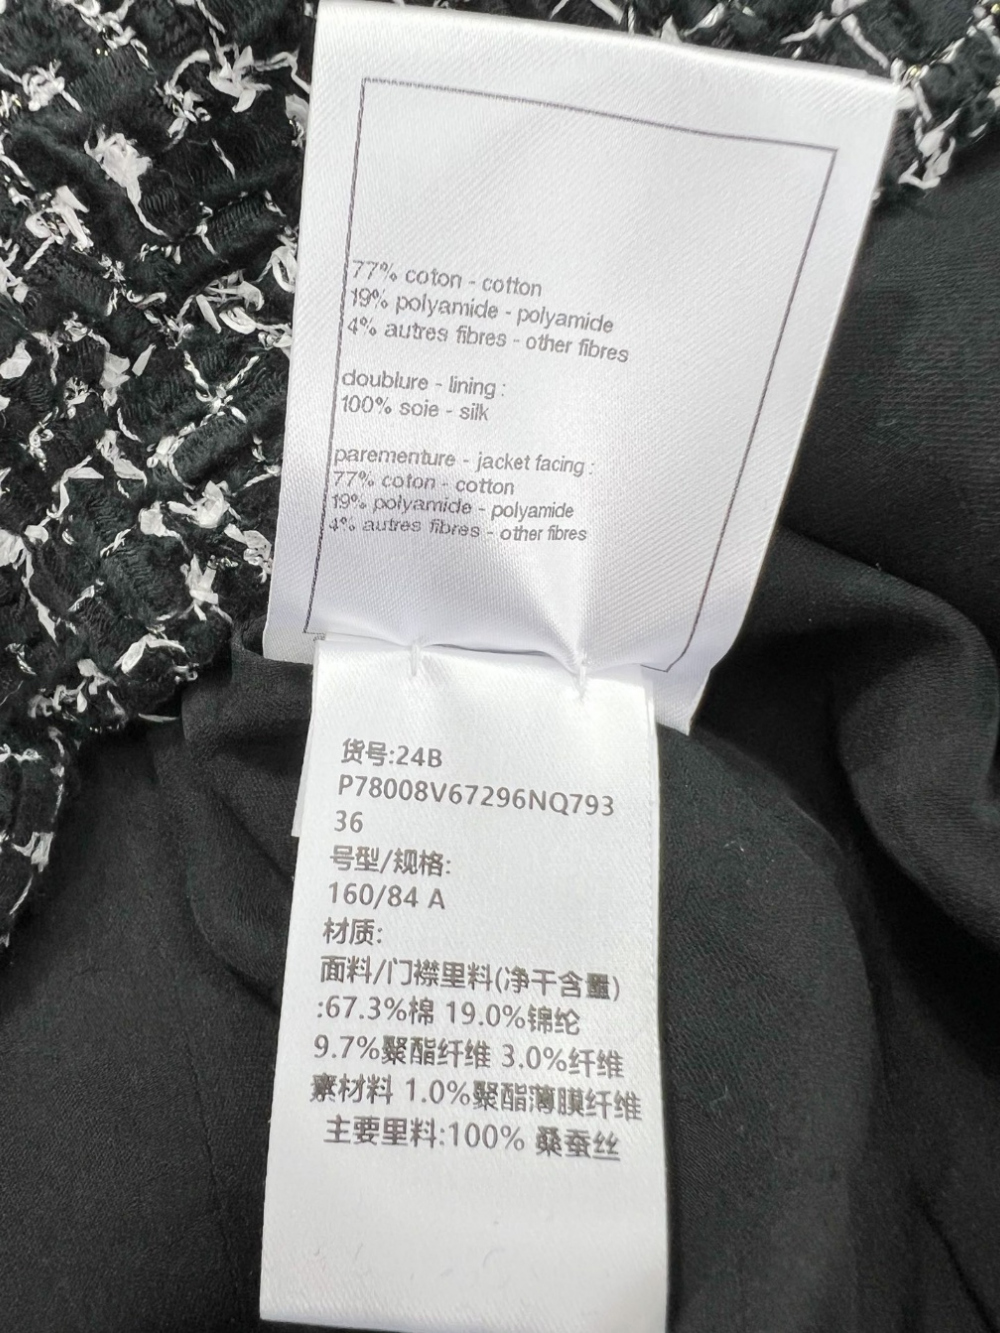 77% coton - cotton
19% polyamide - polyamide
4% autres fibres - other fibres
doublure - lining :
100% soie - silk
parementure - jacket facing :
77% coton - cotton
19% polyamide - polyamide
4% autres fibres - other fibres
货号:24B
P78008V67296NQ793
36
号型/规格:
160/84 A
材质:
面料/门襟里料(净干含量)
:67.3%棉 19.0%锦纶
9.7%聚酯纤维 3.0%纤维
素材料 1.0%聚酯薄膜纤维
主要里料:100% 桑蚕丝